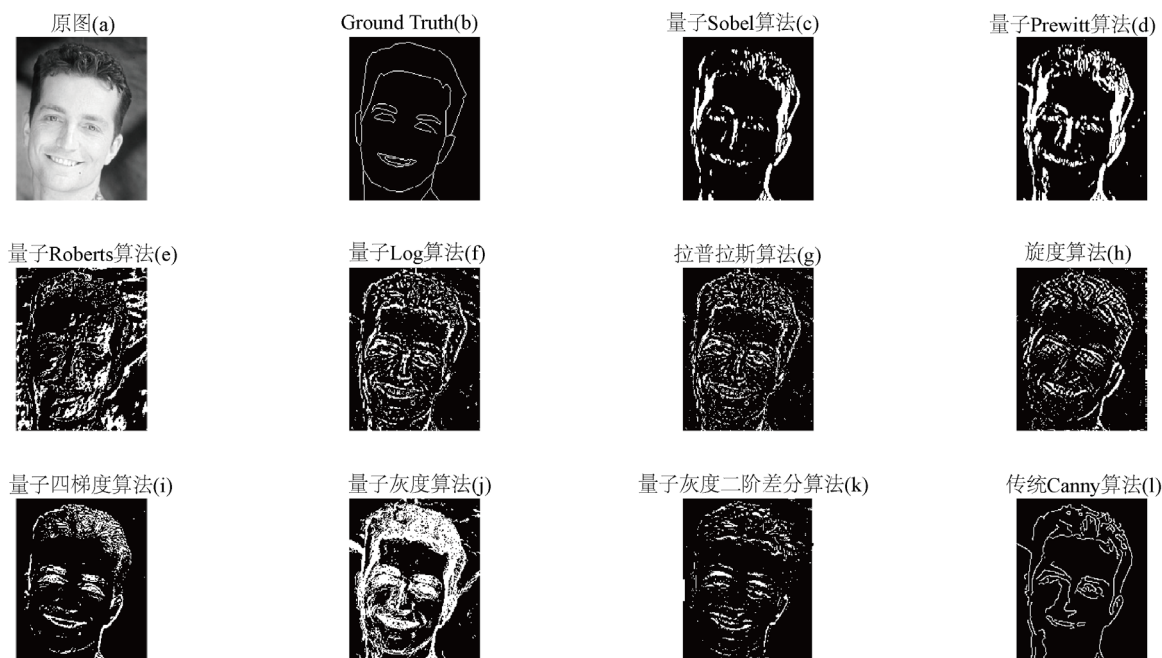 原图(a)
Ground Truth(b)
量子Sobel算法(c)
量子Prewitt算法(d)
量子Roberts算法(e)
量子Log算法(f)
拉普拉斯算法(g)
旋度算法(h)
量子四梯度算法(i)
量子灰度算法(j)
量子灰度二阶差分算法(k)
传统Canny算法(l)